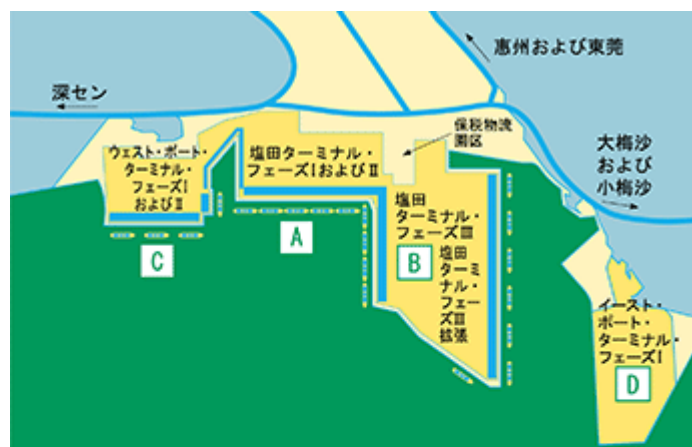 惠州および東莞
深セン
保税物流
園区
大梅沙
および
小梅沙
ウェスト・ポート・
ターミナル・
フェーズI
およびII
塩田ターミナル・
フェーズIおよびII
塩田
ターミナル・
フェーズIII
塩田
ターミ
ナル・
フェー
ズIII
拡張
A
B
C
イースト・
ポート・
ターミナル・
フェーズI
D